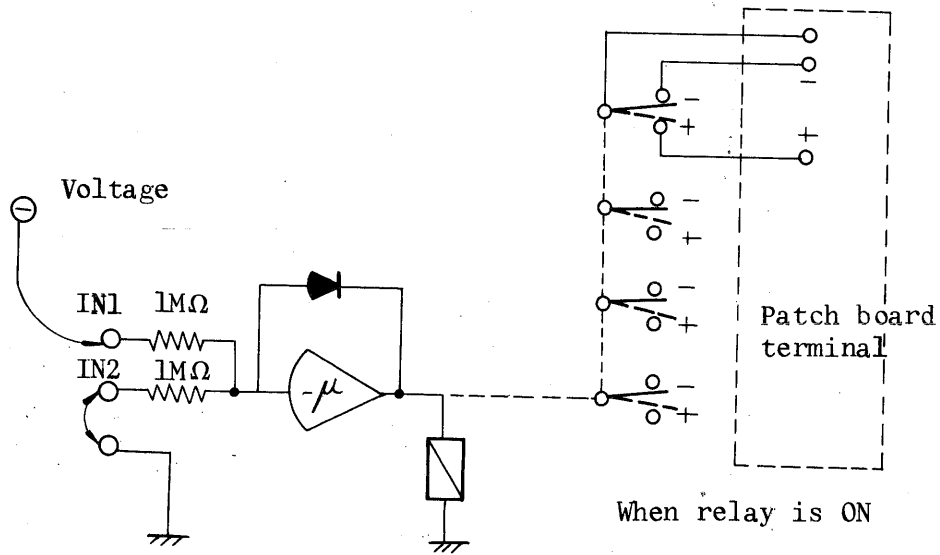 −
−
+
−
+
Voltage
−
−
+
IN1 1MΩ
−
+
Patch board
terminal
IN2 1MΩ
-μ
−
+
When relay is ON